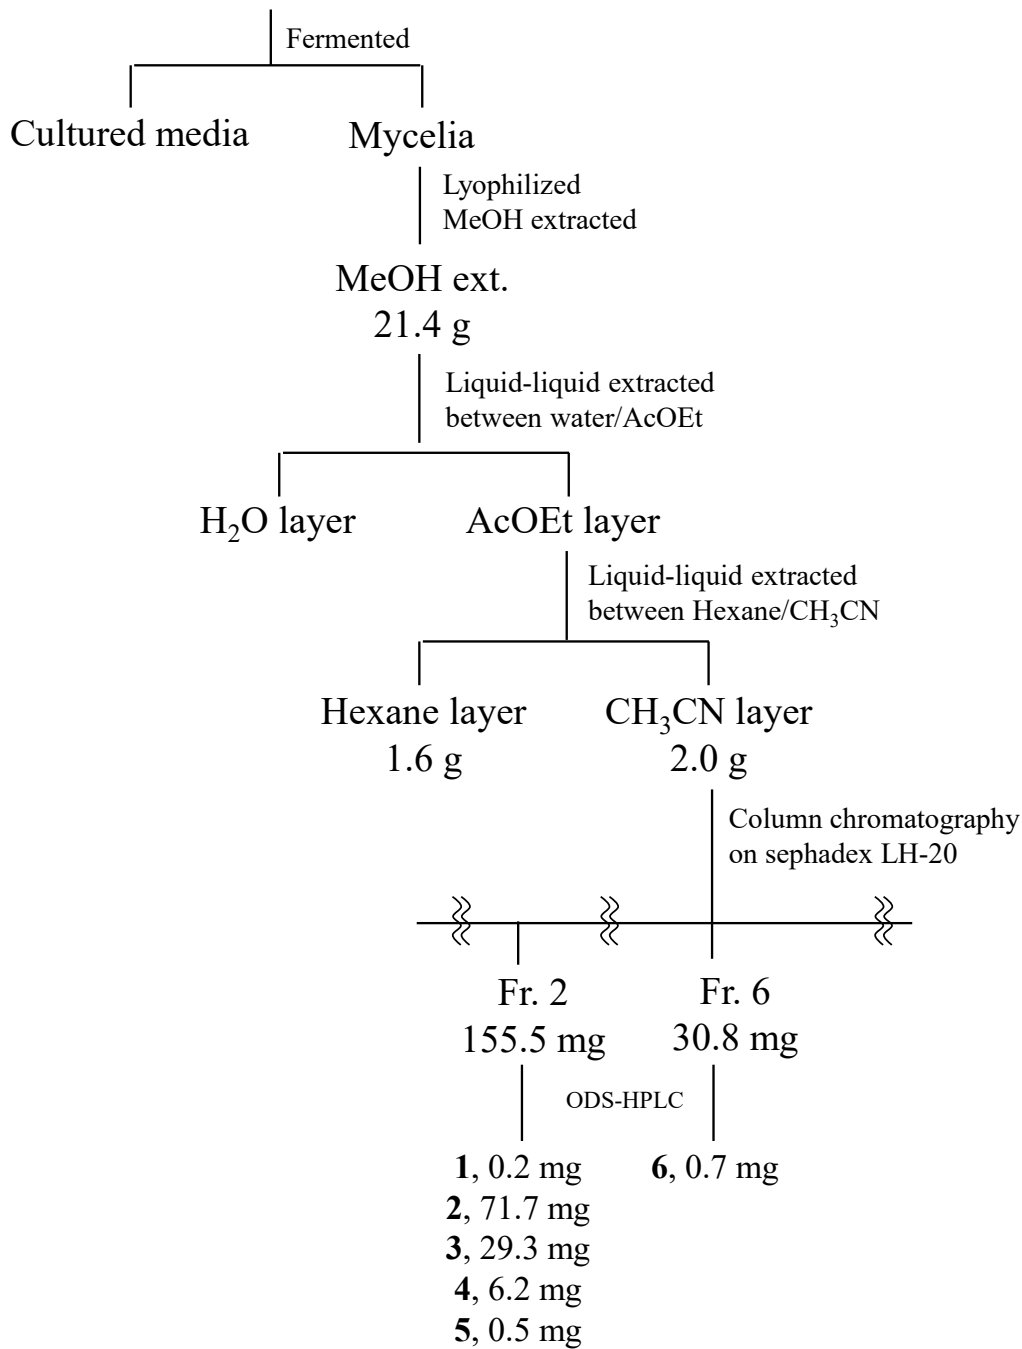 Fermented
Cultured media
Mycelia
Lyophilized
MeOH extracted
MeOH ext.
21.4 g
Liquid-liquid extracted
between water/AcOEt
H₂O layer
AcOEt layer
Liquid-liquid extracted
between Hexane/CH₃CN
Hexane layer
1.6 g
CH₃CN layer
2.0 g
Column chromatography
on sephadex LH-20
Fr. 2
155.5 mg
Fr. 6
30.8 mg
ODS-HPLC
1, 0.2 mg
2, 71.7 mg
3, 29.3 mg
4, 6.2 mg
5, 0.5 mg
6, 0.7 mg